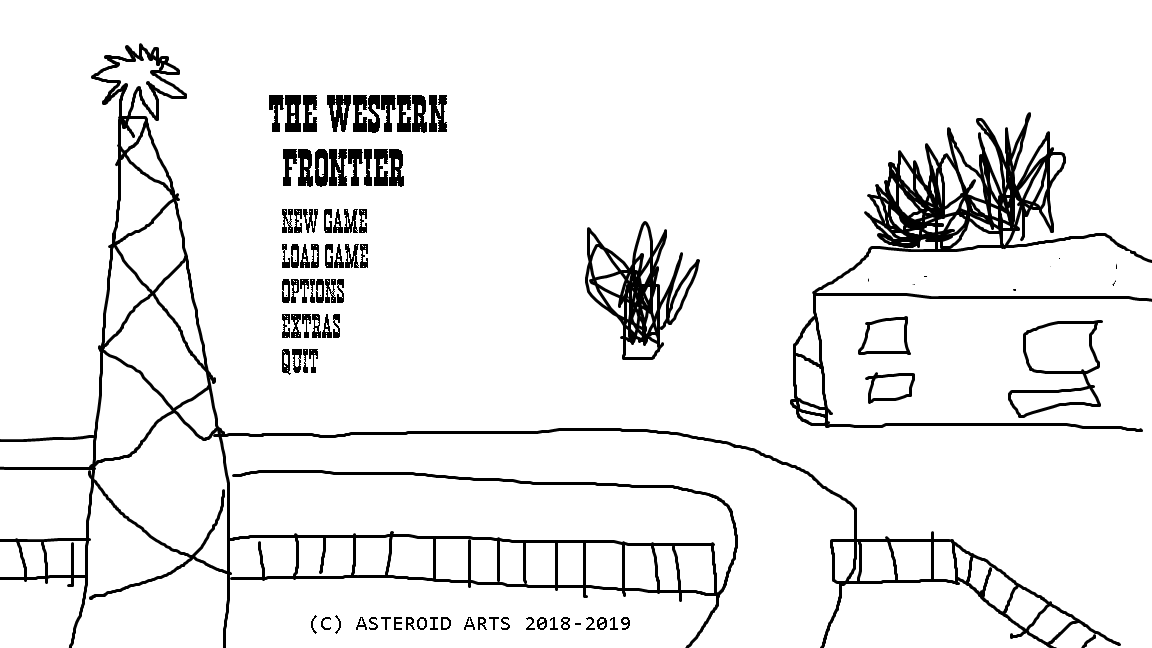 THE WESTERN
FRONTIER
NEW GAME
LOAD GAME
OPTIONS
EXTRAS
QUIT
(C) ASTEROID ARTS 2018-2019